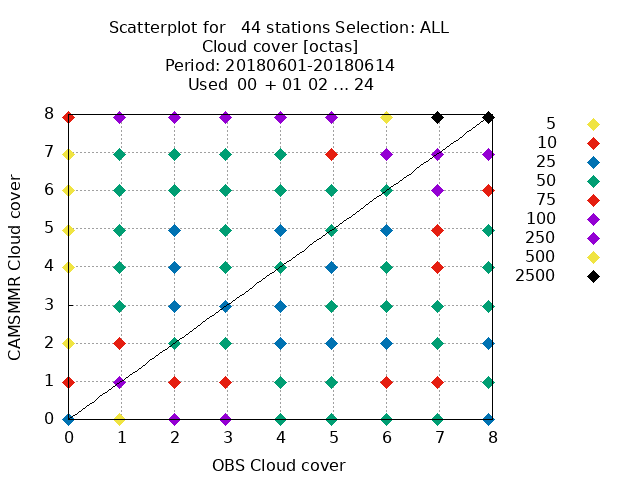 Scatterplot for   44 stations Selection: ALL
Cloud cover [octas]
Period: 20180601-20180614
Used  00  + 01 02 ... 24
CAMSMMR Cloud cover
8
7
6
5
4
3
2
1
0
0 1 2 3 4 5 6 7 8
OBS Cloud cover
5
10
25
50
75
100
250
500
2500